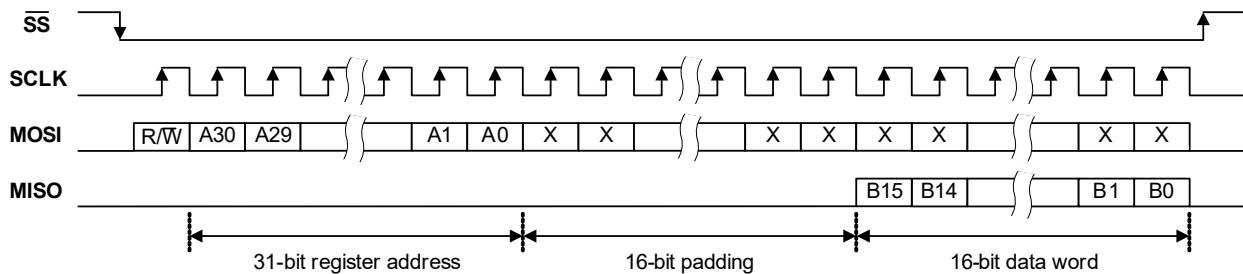 SS
SCLK
MOSI R/W A30 A29 A1 A0 X X X X X X X X
MISO B15 B14 B1 B0
31-bit register address 16-bit padding 16-bit data word